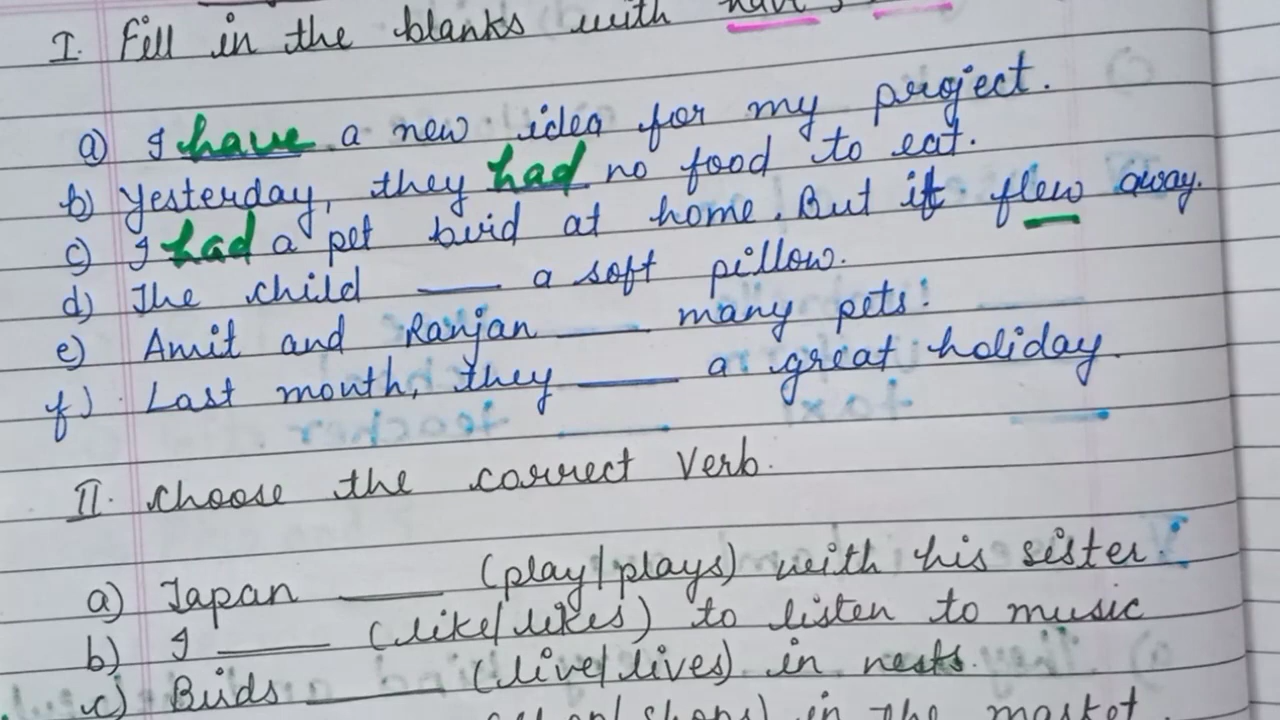 I. Fill in the blanks with have,
a) I have a new idea for my project.
b) Yesterday, they had no food to eat.
c) I had a pet bird at home. But it flew away.
d) The child ____ a soft pillow.
e) Amit and Ranjan ____ many pets.
f) Last month, they ____ a great holiday.
II. Choose the correct Verb.
a) Tapan ____ (play/plays) with his sister.
b) I ____ (like/likes) to listen to music
c) Birds ____ (live/lives) in nests.
shops) in the market.